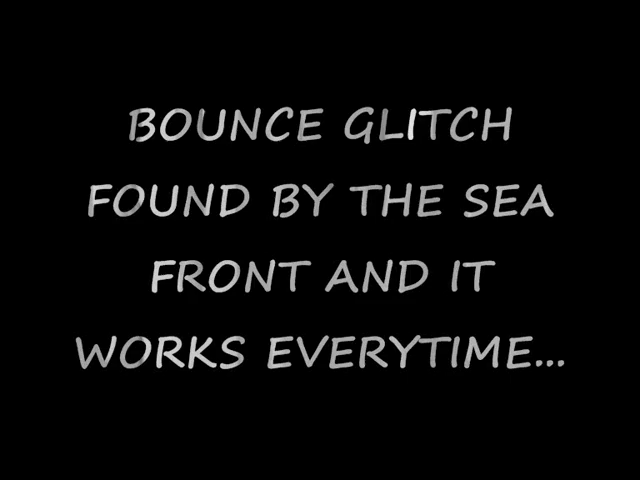 BOUNCE GLITCH
FOUND BY THE SEA
FRONT AND IT
WORKS EVERYTIME...